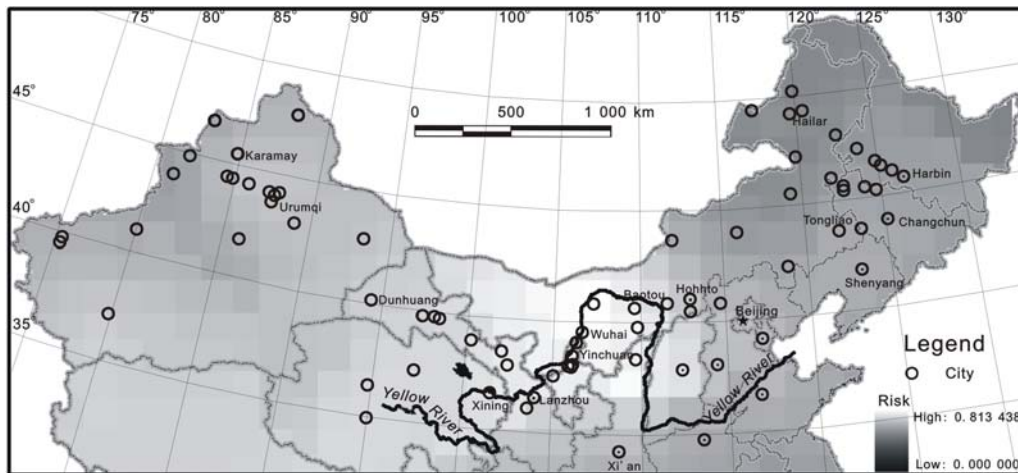 75° 80° 85° 90° 95° 100° 105° 110° 115° 120° 125° 130°
45°
40°
35°
0 500 1 000 km
Karamay
Urumqi
Hailar
Harbin
Tongliao
Changchun
Shenyang
Dunhuang
Baotou
Hohhto
Beijing
Wuhai
Yinchuan
Xining
Lanzhou
Yellow River
Yellow River
Xi'an
Legend
City
Risk
High: 0.813 438
Low: 0.000 000